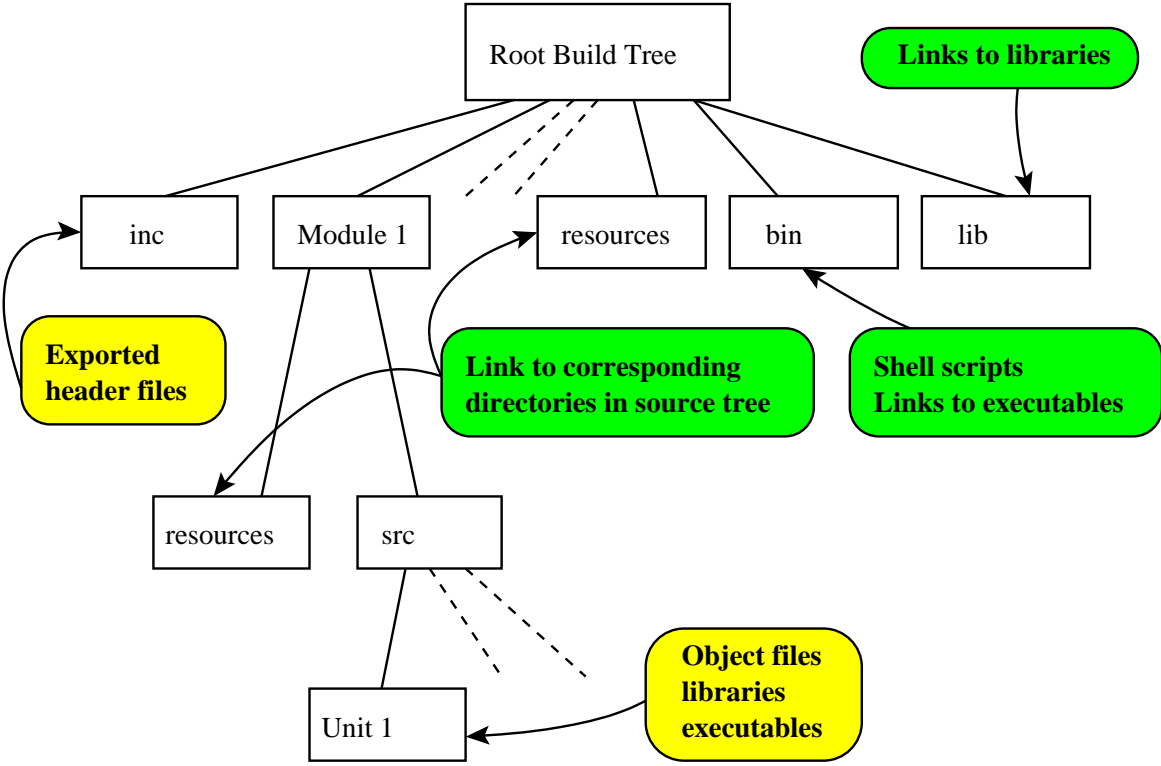 Root Build Tree
Links to libraries
inc
Module 1
resources
bin
lib
Exported
header files
Link to corresponding
directories in source tree
Shell scripts
Links to executables
resources
src
Object files
libraries
executables
Unit 1